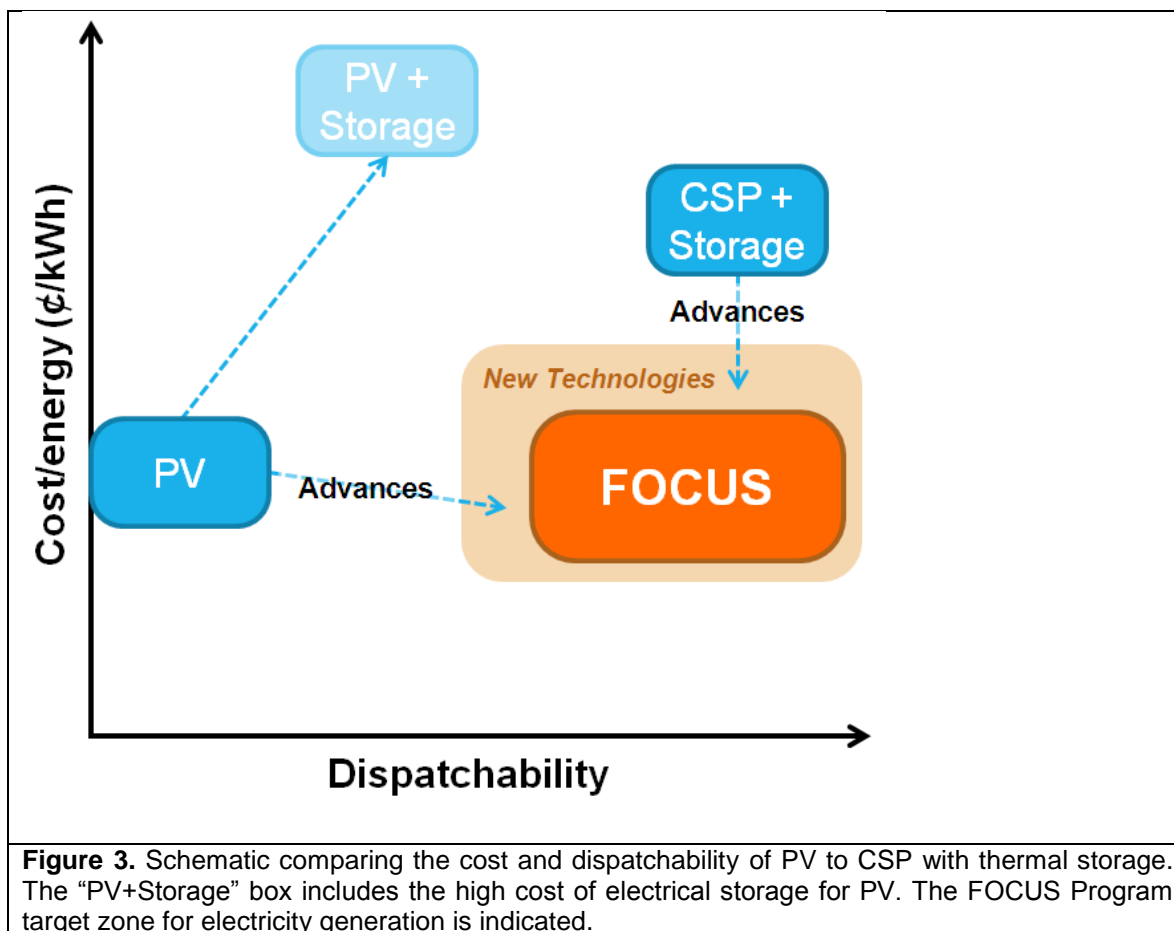 PV +
Storage
CSP +
Storage
Advances
New Technologies
PV
Advances
FOCUS
Cost/energy (¢/kWh)
Dispatchability
Figure 3. Schematic comparing the cost and dispatchability of PV to CSP with thermal storage.
The “PV+Storage” box includes the high cost of electrical storage for PV. The FOCUS Program
target zone for electricity generation is indicated.